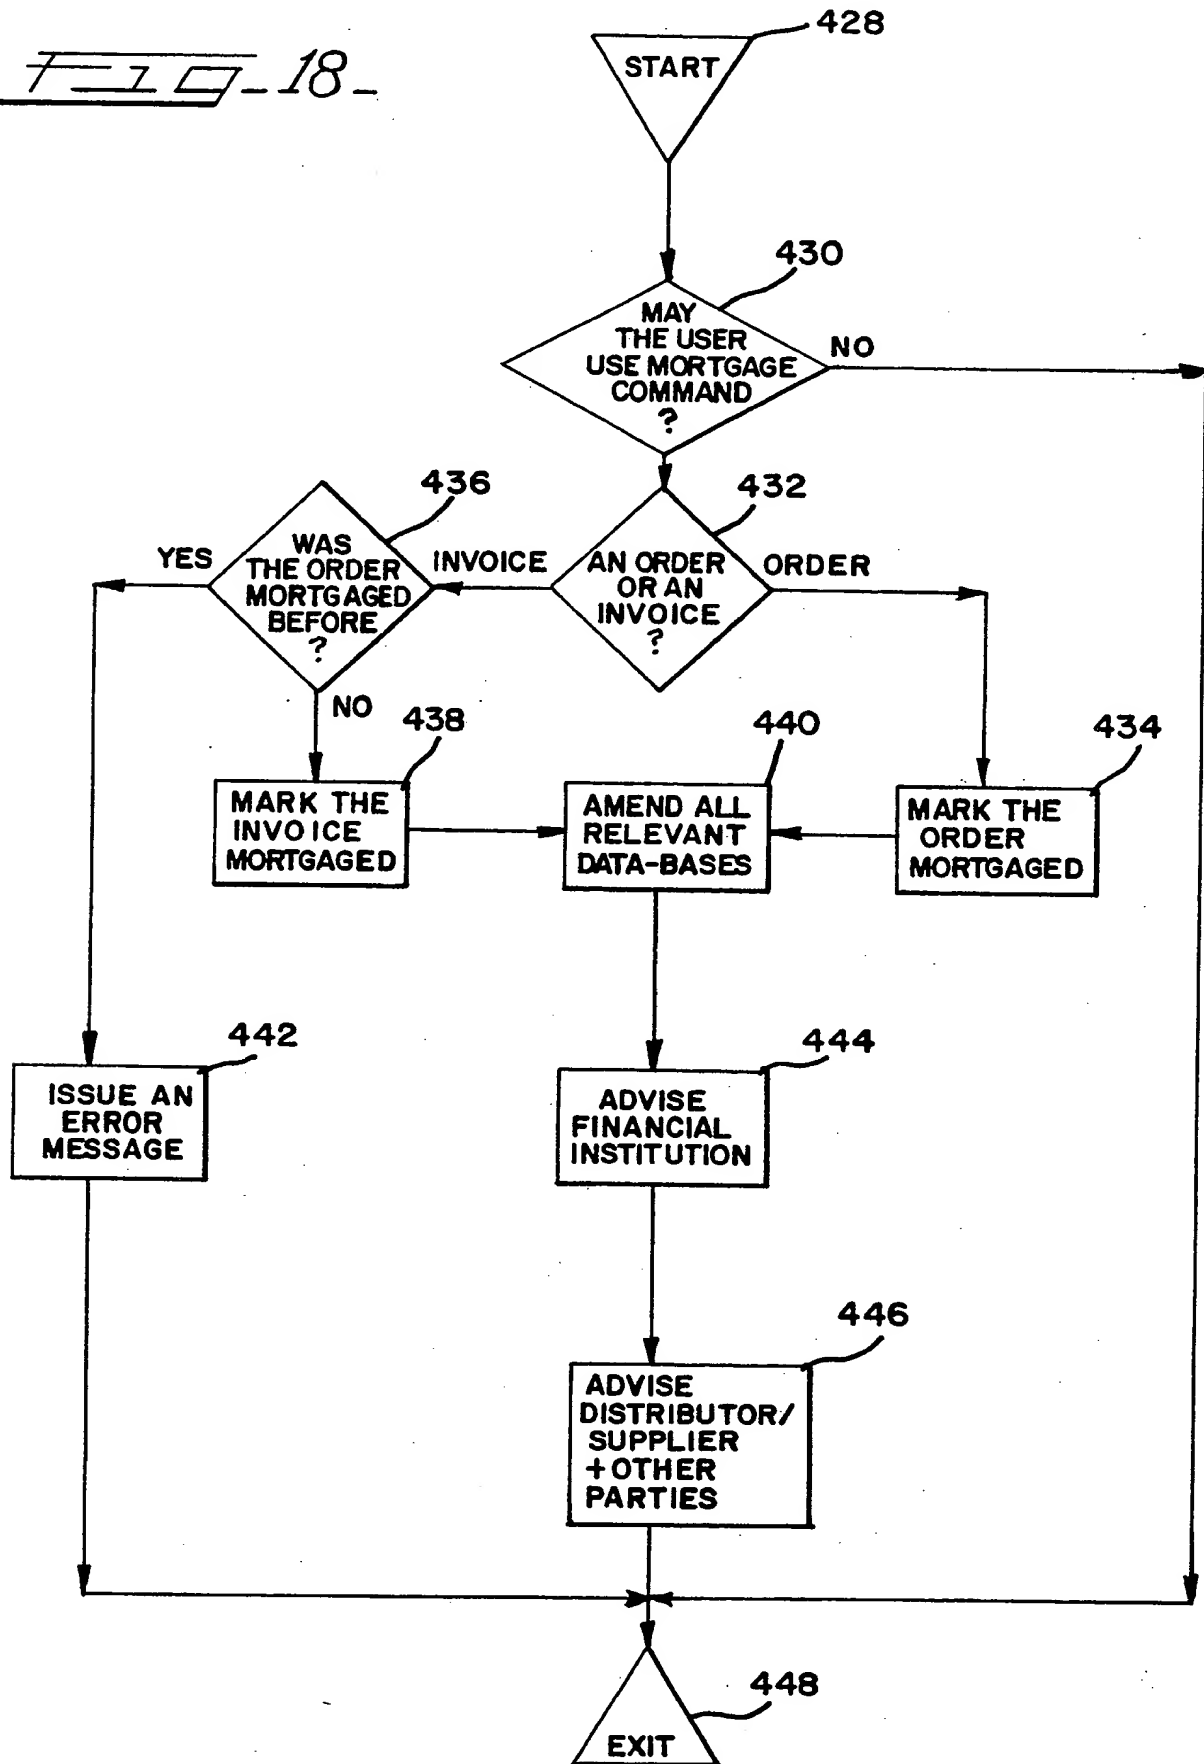 Fig-18-
428
START
430
MAY
THE USER
USE MORTGAGE
COMMAND
?
NO
436
432
YES
WAS
THE ORDER
MORTGAGED
BEFORE
?
INVOICE
AN ORDER
OR AN
INVOICE
?
ORDER
NO
438
440
434
MARK THE
INVOICE
MORTGAGED
AMEND ALL
RELEVANT
DATA-BASES
MARK THE
ORDER
MORTGAGED
442
444
ISSUE AN
ERROR
MESSAGE
ADVISE
FINANCIAL
INSTITUTION
446
ADVISE
DISTRIBUTOR/
SUPPLIER
+OTHER
PARTIES
448
EXIT